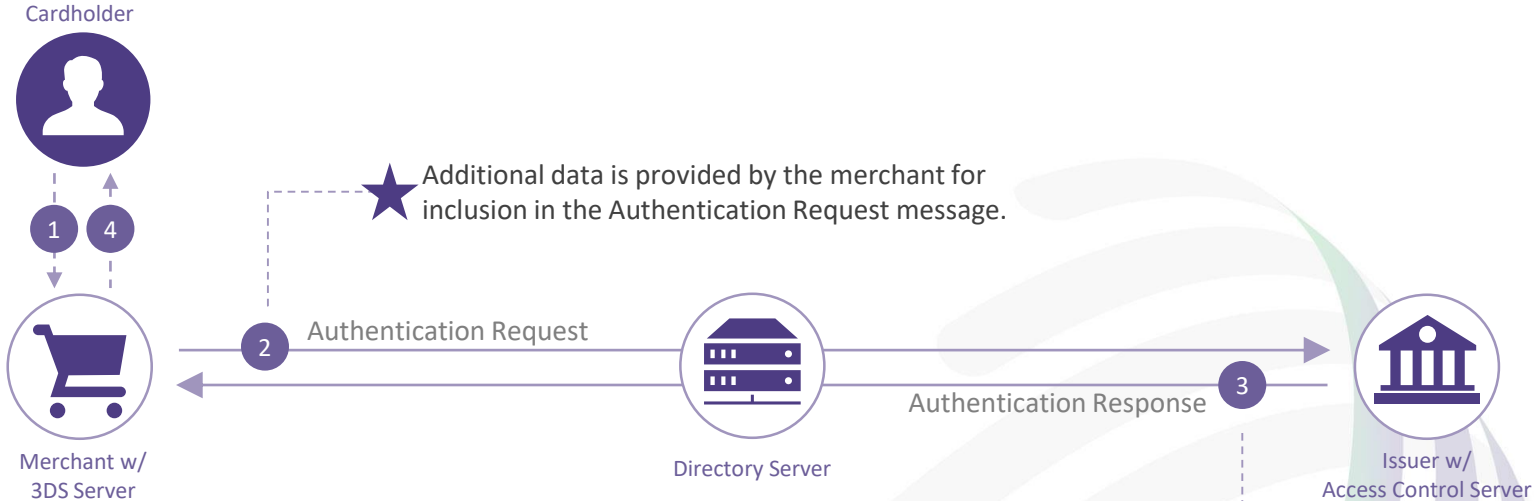 Cardholder
Additional data is provided by the merchant for
inclusion in the Authentication Request message.
1
4
2
Authentication Request
3
Authentication Response
Merchant w/
3DS Server
Directory Server
Issuer w/
Access Control Server